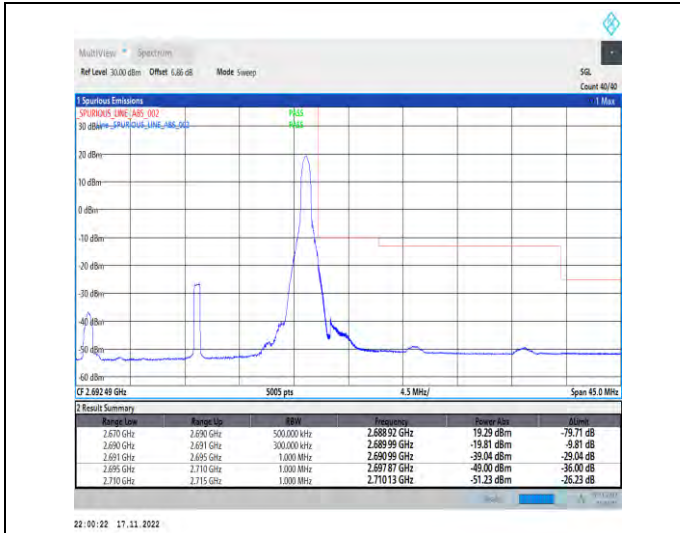 MultiView Spectrum
Ref Level 30.00 dBm Offset 6.86 dB Mode Sweep SGL
Count 40/40
1 Spurious Emissions 1 Max
_SPURIOUS_LINE_ABS_002 PASS
30 dBm PASS
20 dBm
10 dBm
0 dBm
-10 dBm
-20 dBm
-30 dBm
-40 dBm
-50 dBm
-60 dBm
CF 2.692 49 GHz 5005 pts 4.5 MHz/ Span 45.0 MHz
2 Result Summary
Range Low Range Up RBW Frequency Power Abs ΔLimit
2.670 GHz 2.690 GHz 500.000 kHz 2.688 92 GHz 19.29 dBm -79.71 dB
2.690 GHz 2.691 GHz 300.000 kHz 2.689 99 GHz -19.81 dBm -9.81 dB
2.691 GHz 2.695 GHz 1.000 MHz 2.690 99 GHz -39.04 dBm -29.04 dB
2.695 GHz 2.710 GHz 1.000 MHz 2.697 87 GHz -49.00 dBm -36.00 dB
2.710 GHz 2.715 GHz 1.000 MHz 2.710 13 GHz -51.23 dBm -26.23 dB
22:00:22 17.11.2022